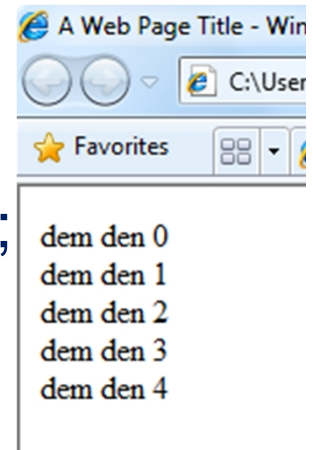 A Web Page Title - Win
C:\User
Favorites
;
dem den 0
dem den 1
dem den 2
dem den 3
dem den 4